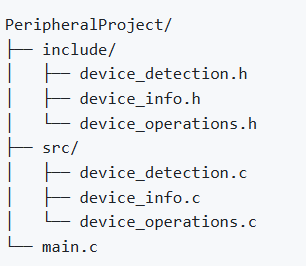 PeripheralProject/
├── include/
│   ├── device_detection.h
│   ├── device_info.h
│   └── device_operations.h
├── src/
│   ├── device_detection.c
│   ├── device_info.c
│   └── device_operations.c
└── main.c